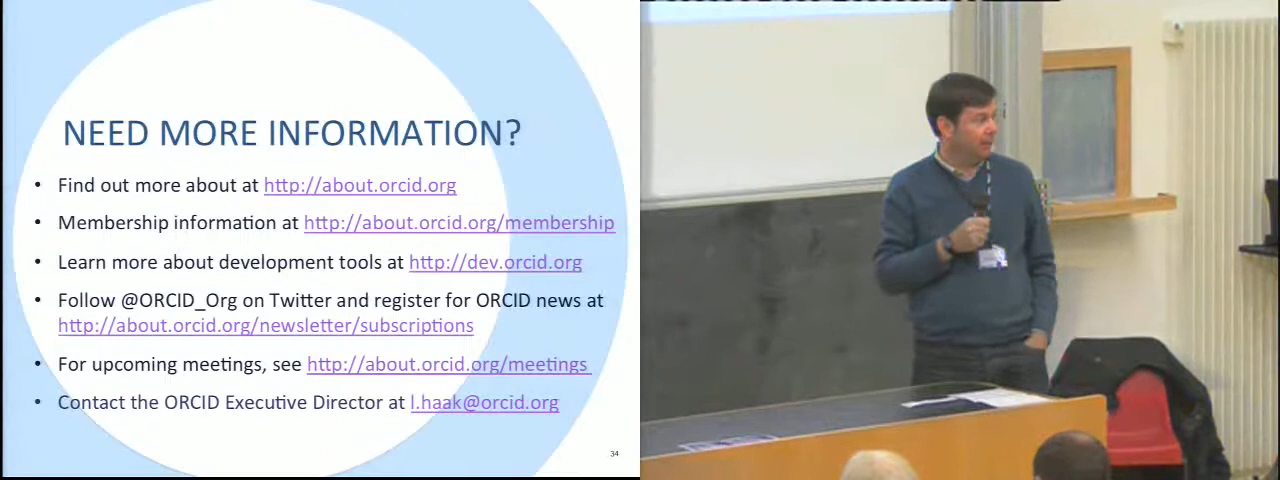 NEED MORE INFORMATION?
• Find out more about at http://about.orcid.org
• Membership information at http://about.orcid.org/membership
• Learn more about development tools at http://dev.orcid.org
• Follow @ORCID_Org on Twitter and register for ORCID news at
http://about.orcid.org/newsletter/subscriptions
• For upcoming meetings, see http://about.orcid.org/meetings
• Contact the ORCID Executive Director at l.haak@orcid.org
34